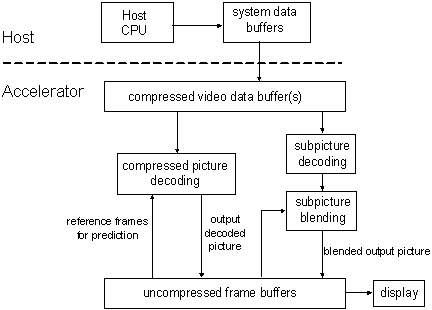 Host
Host
CPU
system data
buffers
Accelerator
compressed video data buffer(s)
compressed picture
decoding
subpicture
decoding
subpicture
blending
reference frames
for prediction
output
decoded
picture
blended output picture
uncompressed frame buffers
display